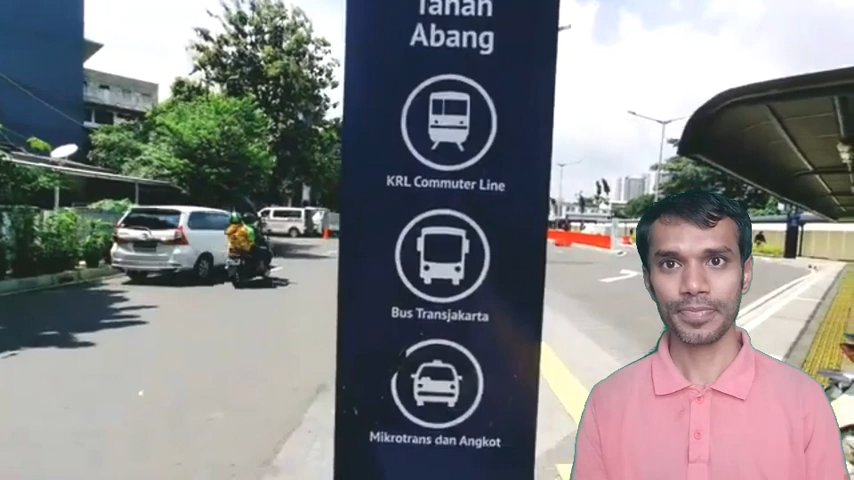 Tanah
Abang
KRL Commuter Line
Bus Transjakarta
Mikrotrans dan Angkot